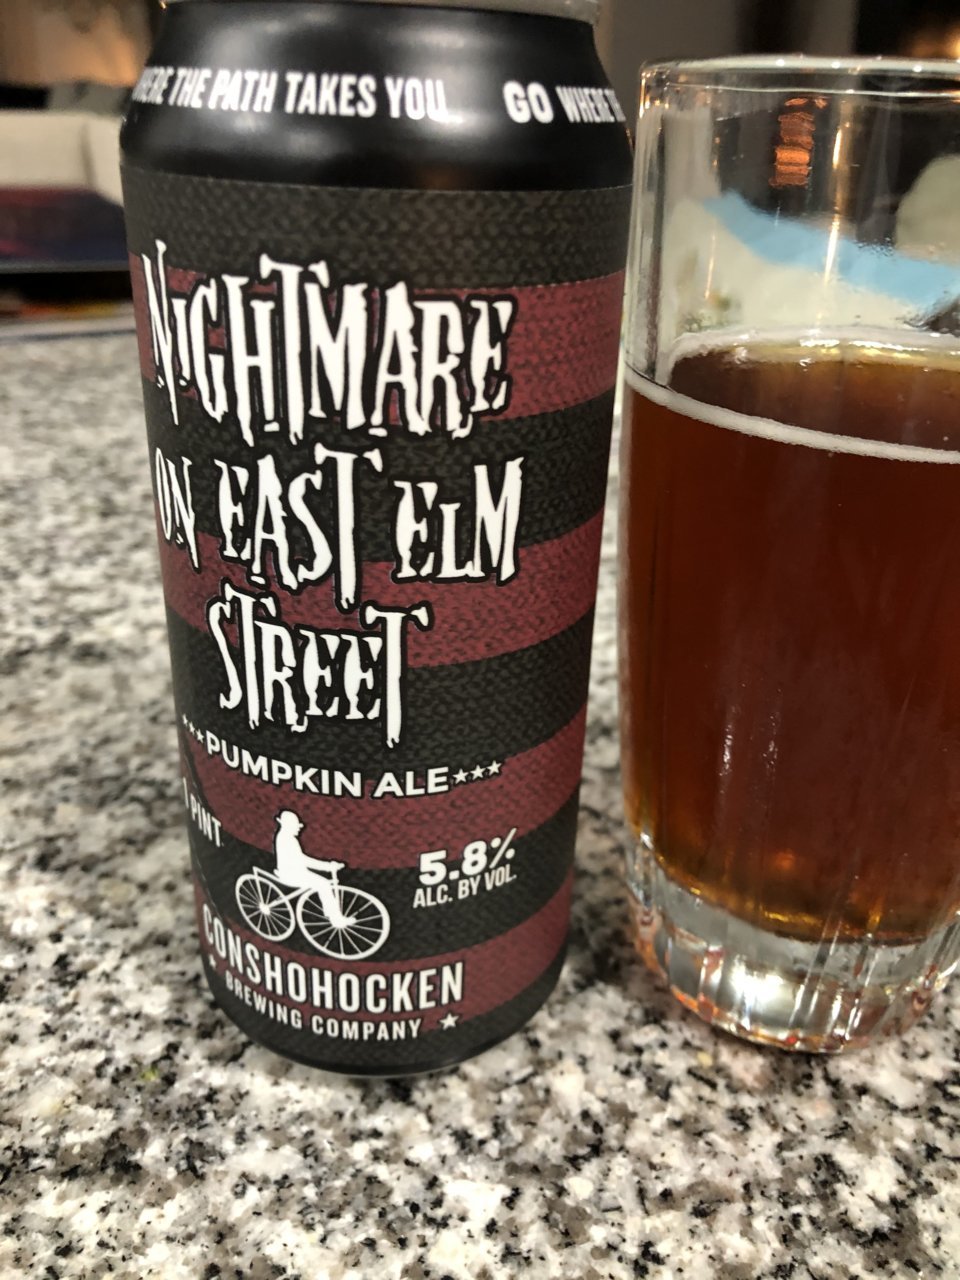 THE PATH TAKES YOU GO WHERE
NIGHTMARE
ON EAST ELM
STREET
PUMPKIN ALE
1 PINT
5.8%
ALC. BY VOL.
CONSHOHOCKEN
BREWING COMPANY